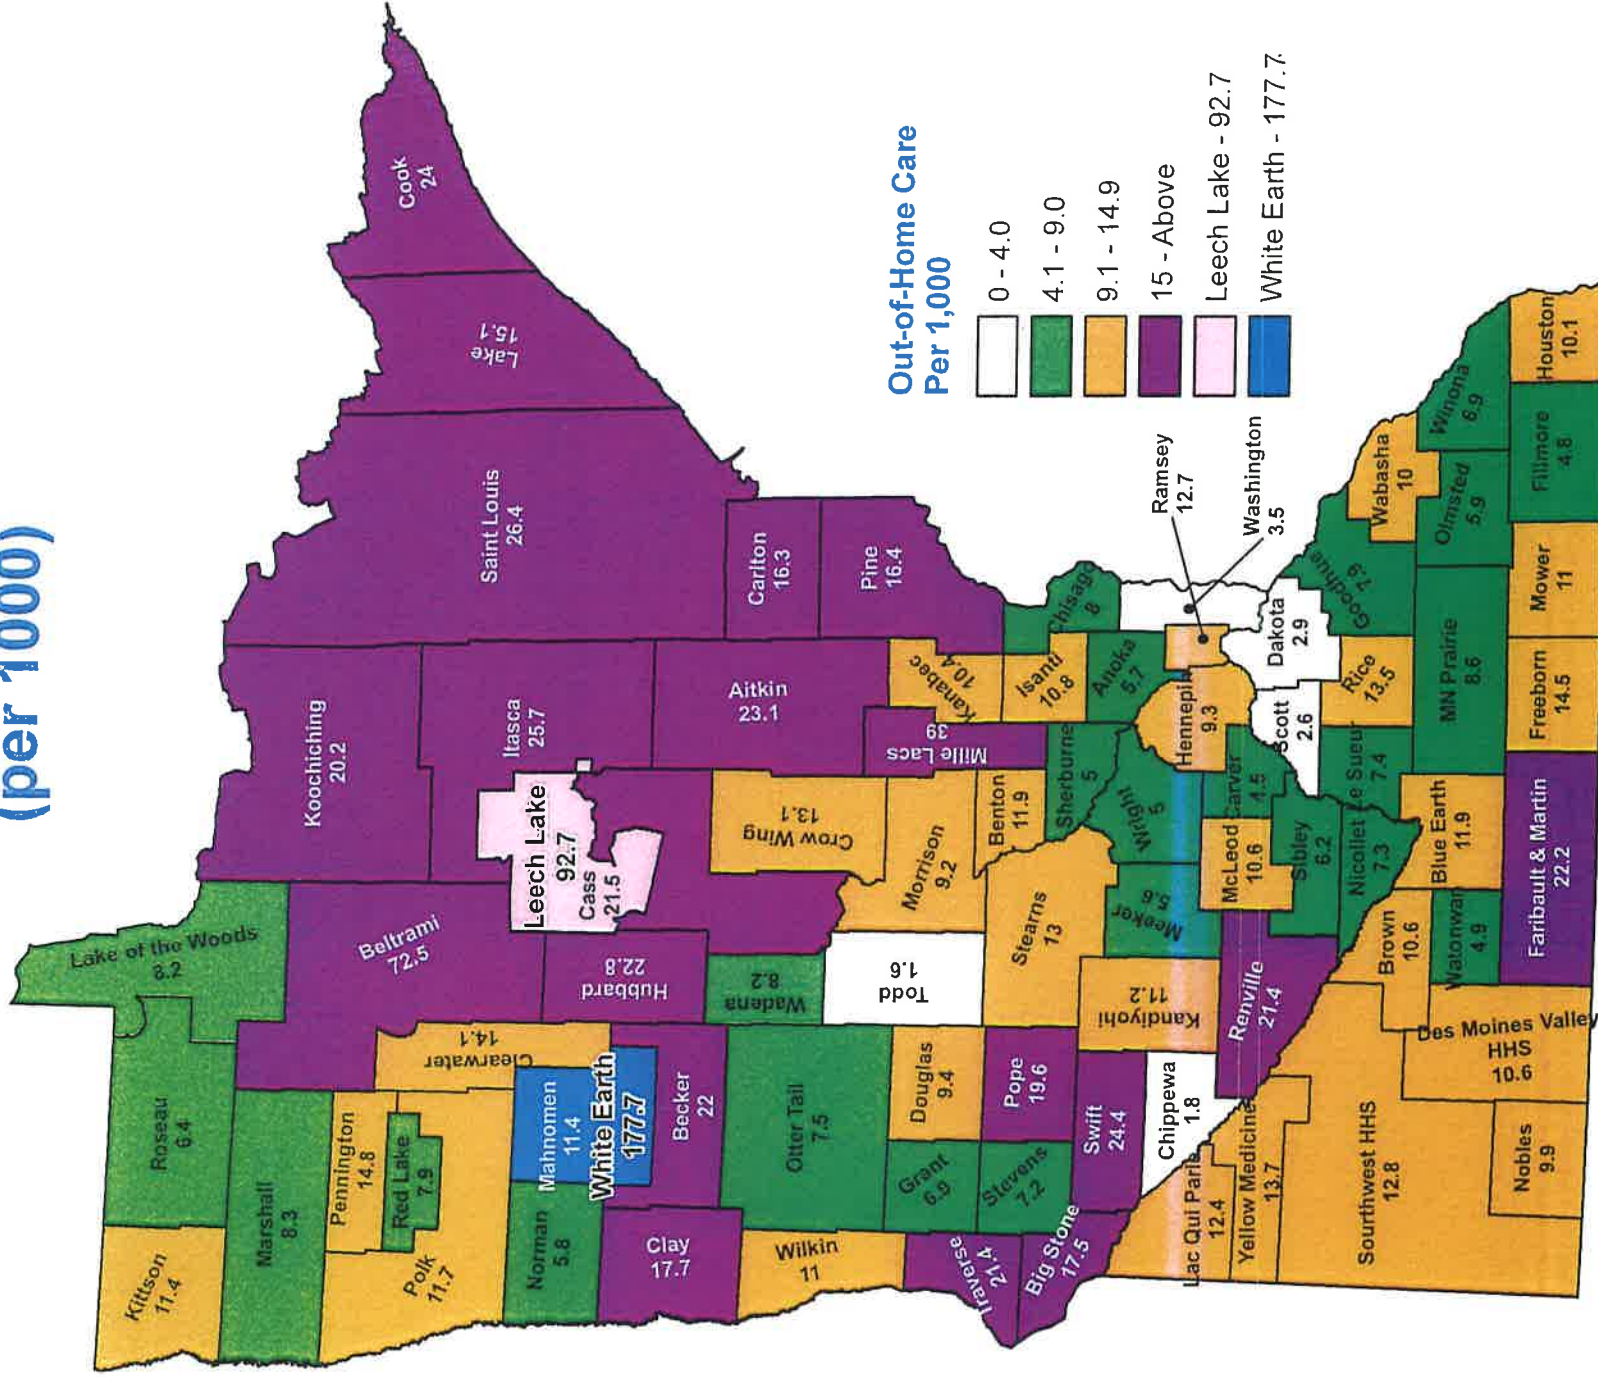 (per 1000)
Cook
24
Lake
15.1
Saint Louis
26.4
Koochiching
20.2
Itasca
25.7
Lake of the Woods
8.2
Beltrami
72.5
Roseau
6.4
Kittson
11.4
Marshall
8.3
Pennington
14.8
Red Lake
7.9
Polk
11.7
Clearwater
14.1
Leech Lake
92.7
Cass
21.5
Hubbard
22.8
Mahnomen
11.4
White Earth
177.7
Norman
5.8
Becker
22
Clay
17.7
Aitkin
23.1
Carlton
16.3
Pine
16.4
Crow Wing
13.1
Wadena
8.2
Otter Tail
7.5
Wilkin
11
Mille Lacs
39
Kanabec
10.4
Morrison
9.2
Todd
1.6
Douglas
9.4
Grant
6.9
Traverse
21.4
Isanti
10.8
Chisago
8
Benton
11.9
Stearns
13
Pope
19.6
Stevens
7.2
Big Stone
17.5
Sherburne
5
Anoka
5.7
Wright
5
Meeker
5.6
Kandiyohi
11.2
Swift
24.4
Chippewa
1.8
Lac Qui Parle
12.4
Yellow Medicine
13.7
Hennepin
9.3
Ramsey
12.7
Washington
3.5
Dakota
2.9
Scott
2.6
Carver
4.5
McLeod
10.6
Sibley
6.2
Renville
21.4
Goodhue
7.9
Rice
13.5
Le Sueur
7.4
Nicollet
7.3
Wabasha
10
Winona
6.9
Olmsted
5.9
MN Prairie
8.6
Blue Earth
11.9
Brown
10.6
Watonwan
4.9
Sourthwest HHS
12.8
Des Moines Valley
HHS
10.6
Nobles
9.9
Faribault & Martin
22.2
Freeborn
14.5
Mower
11
Fillmore
4.8
Houston
10.1
Out-of-Home Care
Per 1,000
0 - 4.0
4.1 - 9.0
9.1 - 14.9
15 - Above
Leech Lake - 92.7
White Earth - 177.7